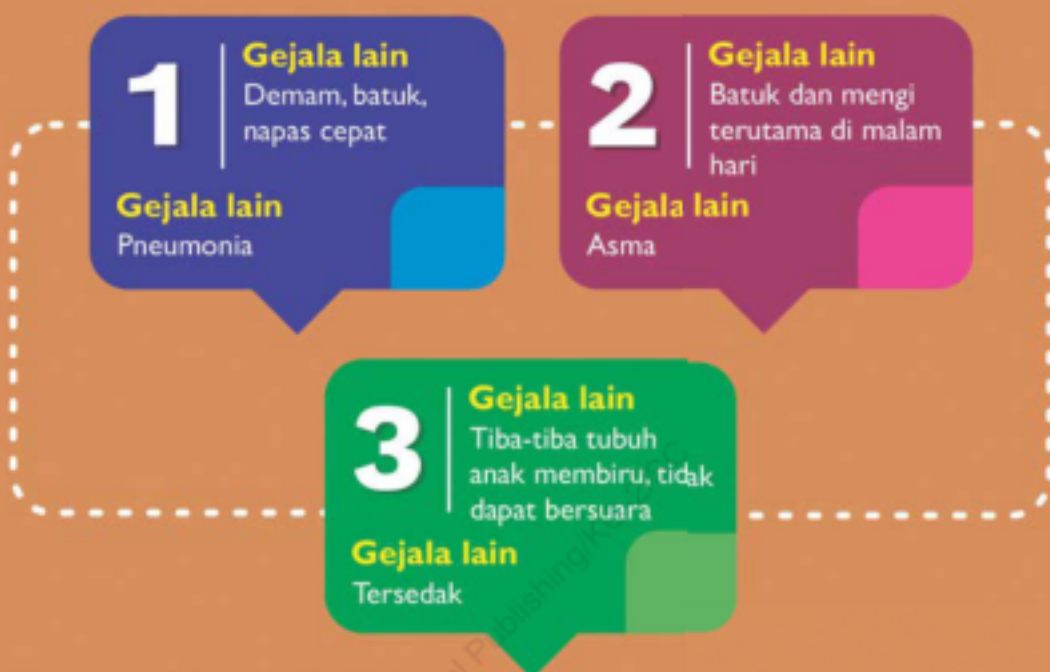 1
Gejala lain
Demam, batuk,
napas cepat
Gejala lain
Pneumonia
2
Gejala lain
Batuk dan mengi
terutama di malam
hari
Gejala lain
Asma
3
Gejala lain
Tiba-tiba tubuh
anak membiru, tidak
dapat bersuara
Gejala lain
Tersedak